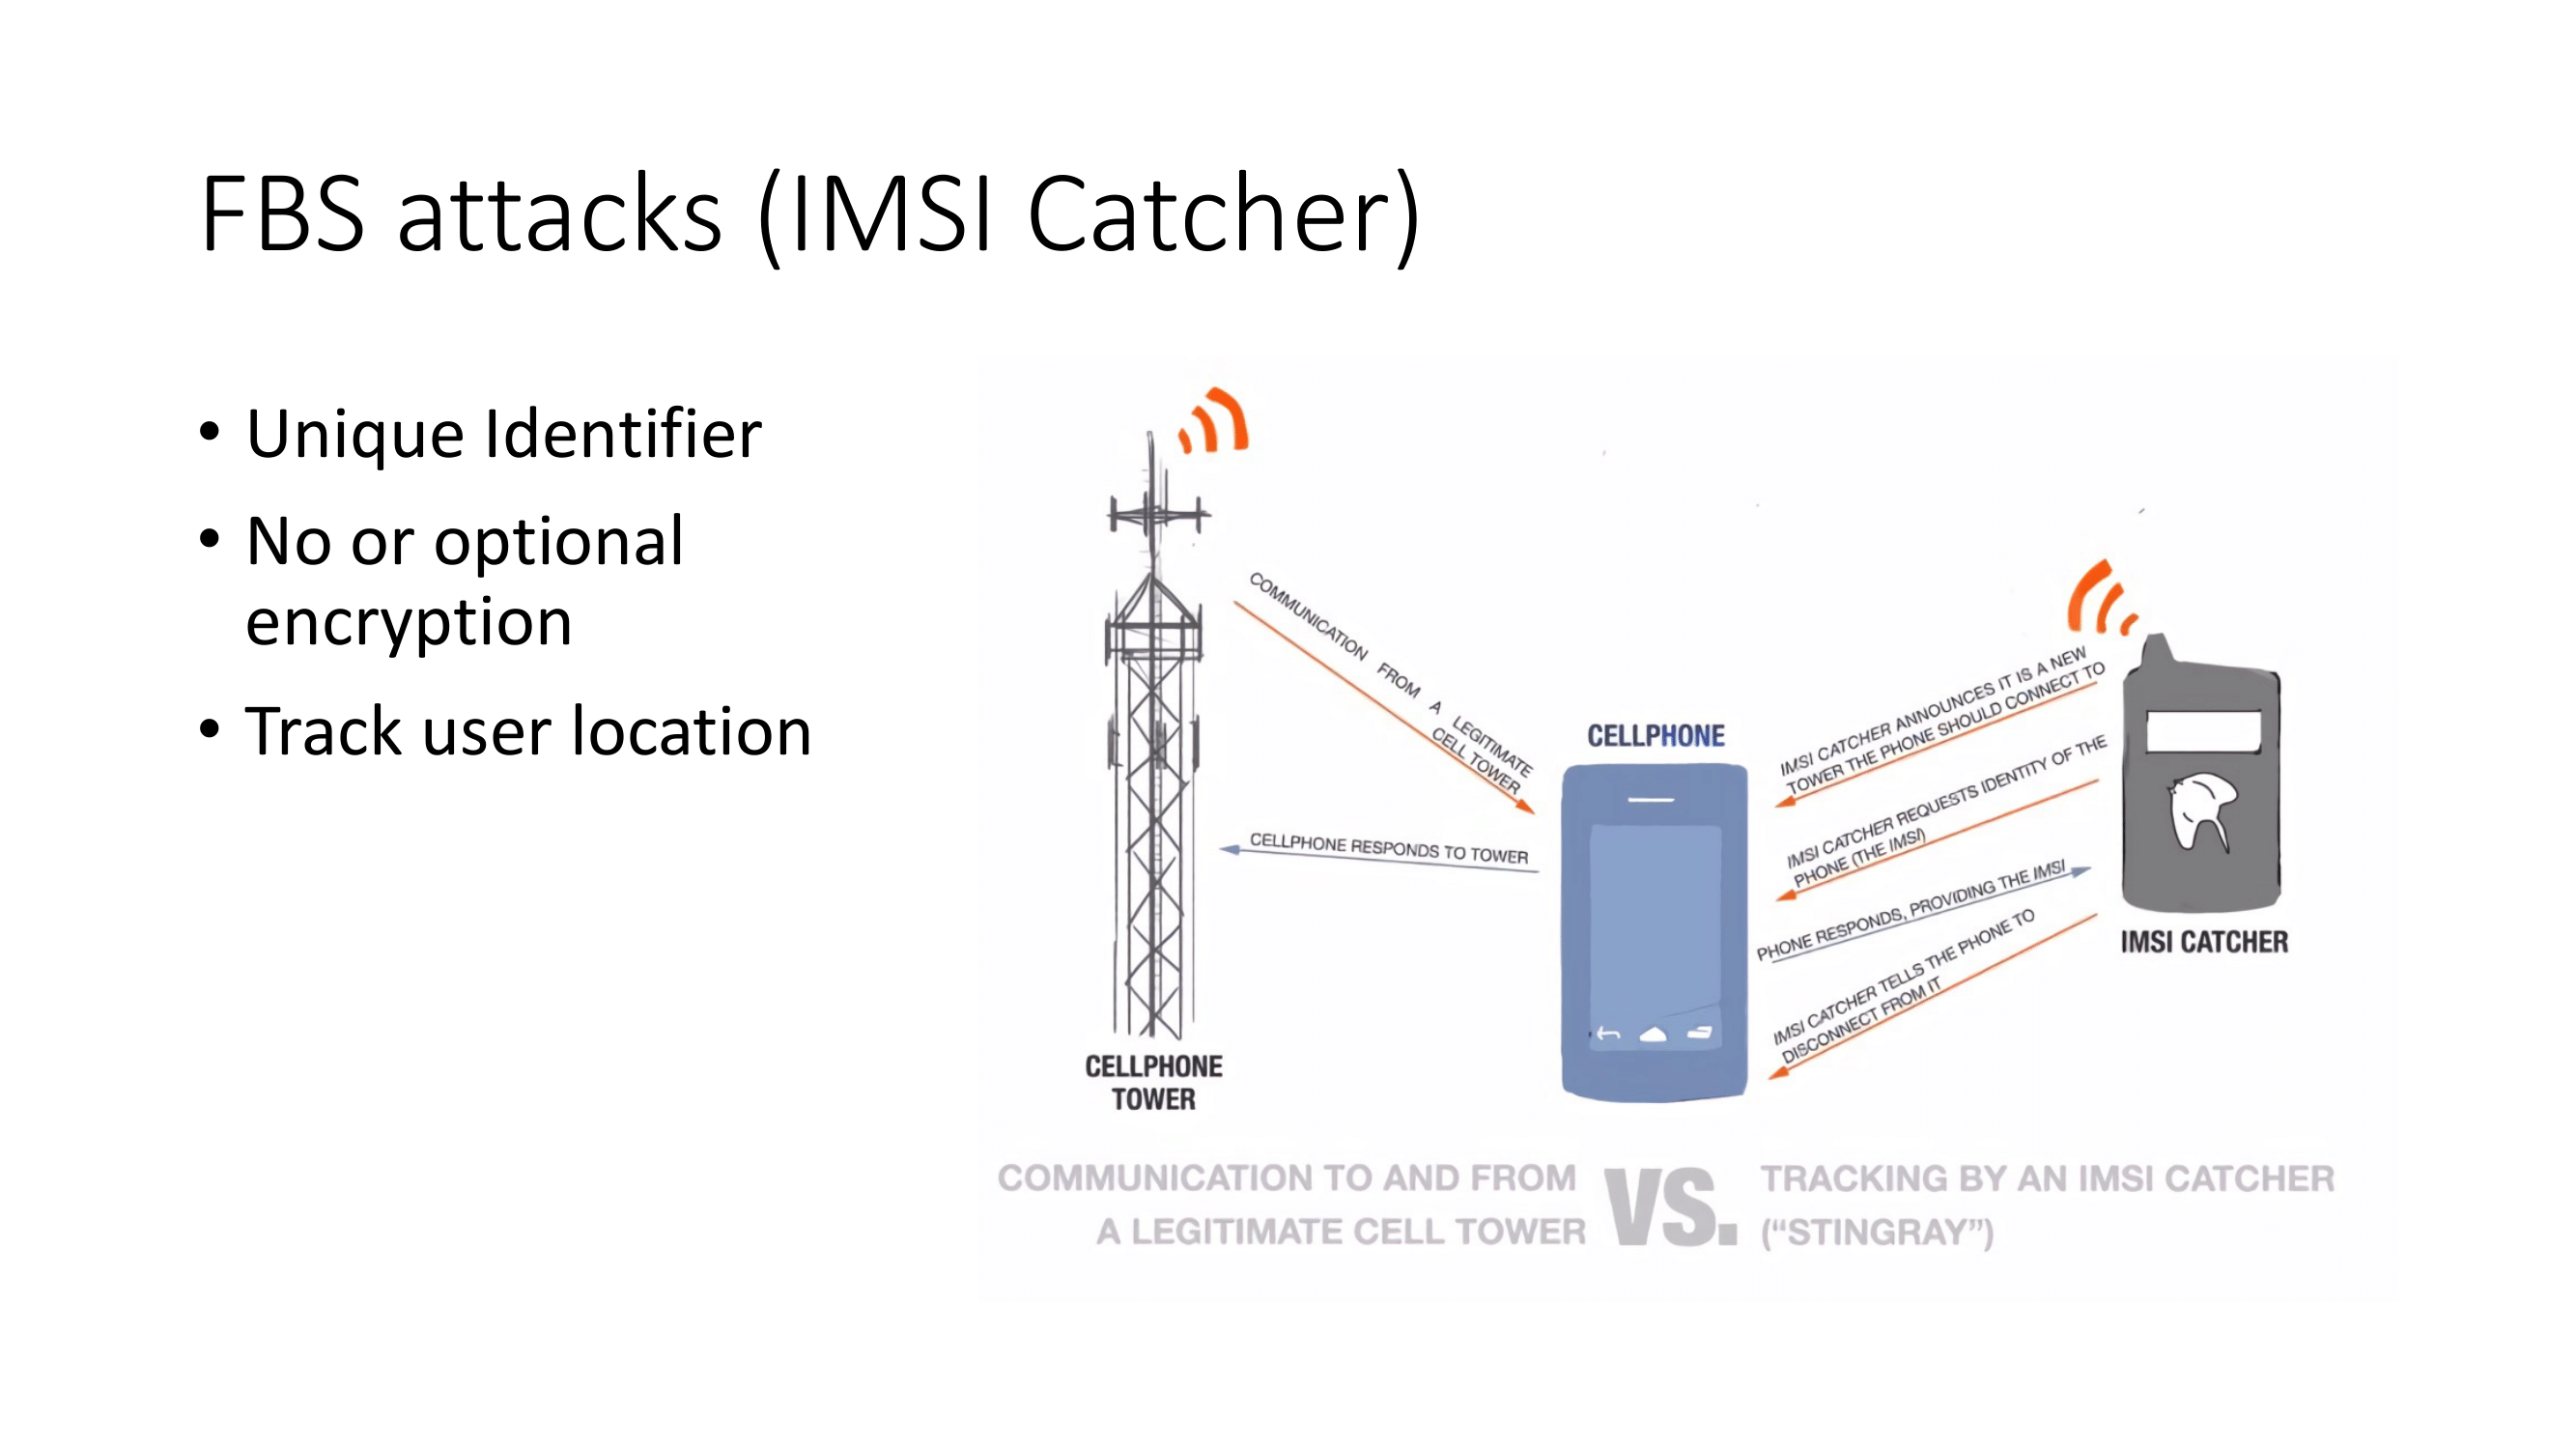 FBS attacks (IMSI Catcher)
• Unique Identifier
• No or optional
encryption
• Track user location
COMMUNICATION FROM A LEGITIMATE
CELL TOWER
CELLPHONE RESPONDS TO TOWER
CELLPHONE
TOWER
CELLPHONE
IMSI CATCHER ANNOUNCES IT IS A NEW
TOWER THE PHONE SHOULD CONNECT TO
IMSI CATCHER REQUESTS IDENTITY OF THE
PHONE (THE IMSI)
PHONE RESPONDS, PROVIDING THE IMSI
IMSI CATCHER TELLS THE PHONE TO
DISCONNECT FROM IT
IMSI CATCHER
COMMUNICATION TO AND FROM
A LEGITIMATE CELL TOWER
VS.
TRACKING BY AN IMSI CATCHER
(“STINGRAY”)